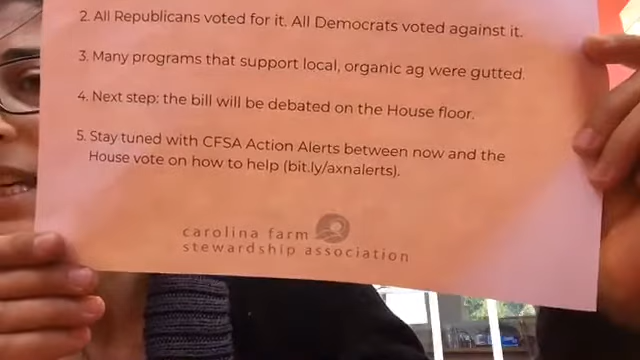 2. All Republicans voted for it. All Democrats voted against it.
3. Many programs that support local, organic ag were gutted.
4. Next step: the bill will be debated on the House floor.
5. Stay tuned with CFSA Action Alerts between now and the
House vote on how to help (bit.ly/axnalerts).
carolina farm
stewardship association